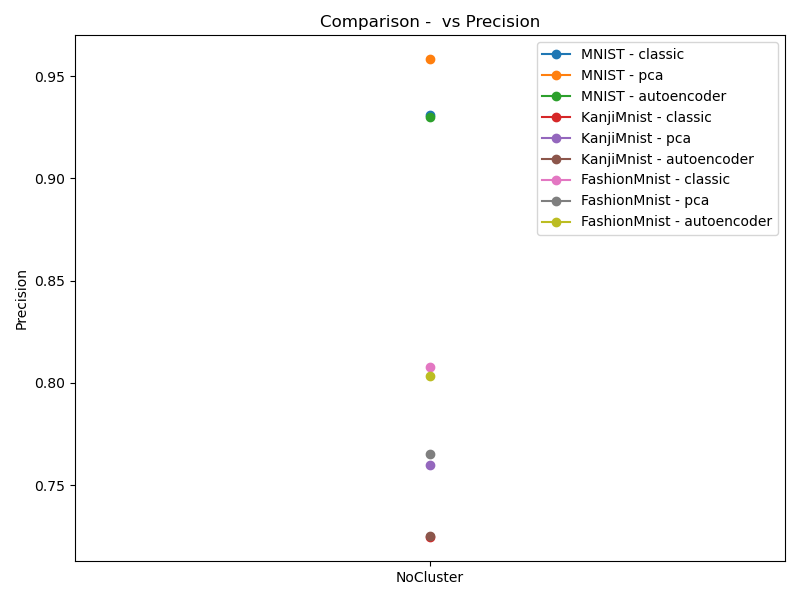 Comparison -  vs Precision
MNIST - classic
MNIST - pca
MNIST - autoencoder
KanjiMnist - classic
KanjiMnist - pca
KanjiMnist - autoencoder
FashionMnist - classic
FashionMnist - pca
FashionMnist - autoencoder
0.95
0.90
0.85
0.80
0.75
Precision
NoCluster